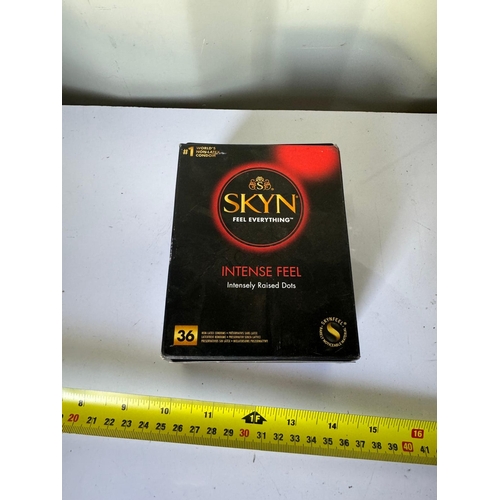 #1 WORLD'S
NON-LATEX
CONDOM
S
SKYN
FEEL EVERYTHING™
INTENSE FEEL
Intensely Raised Dots
36
SKYNFEEL
8 9 10 11 1F 13 14 15 16
20 21 22 23 24 25 26 27 28 29 30 31 32 33 34 35 36 37 38 39 40 41